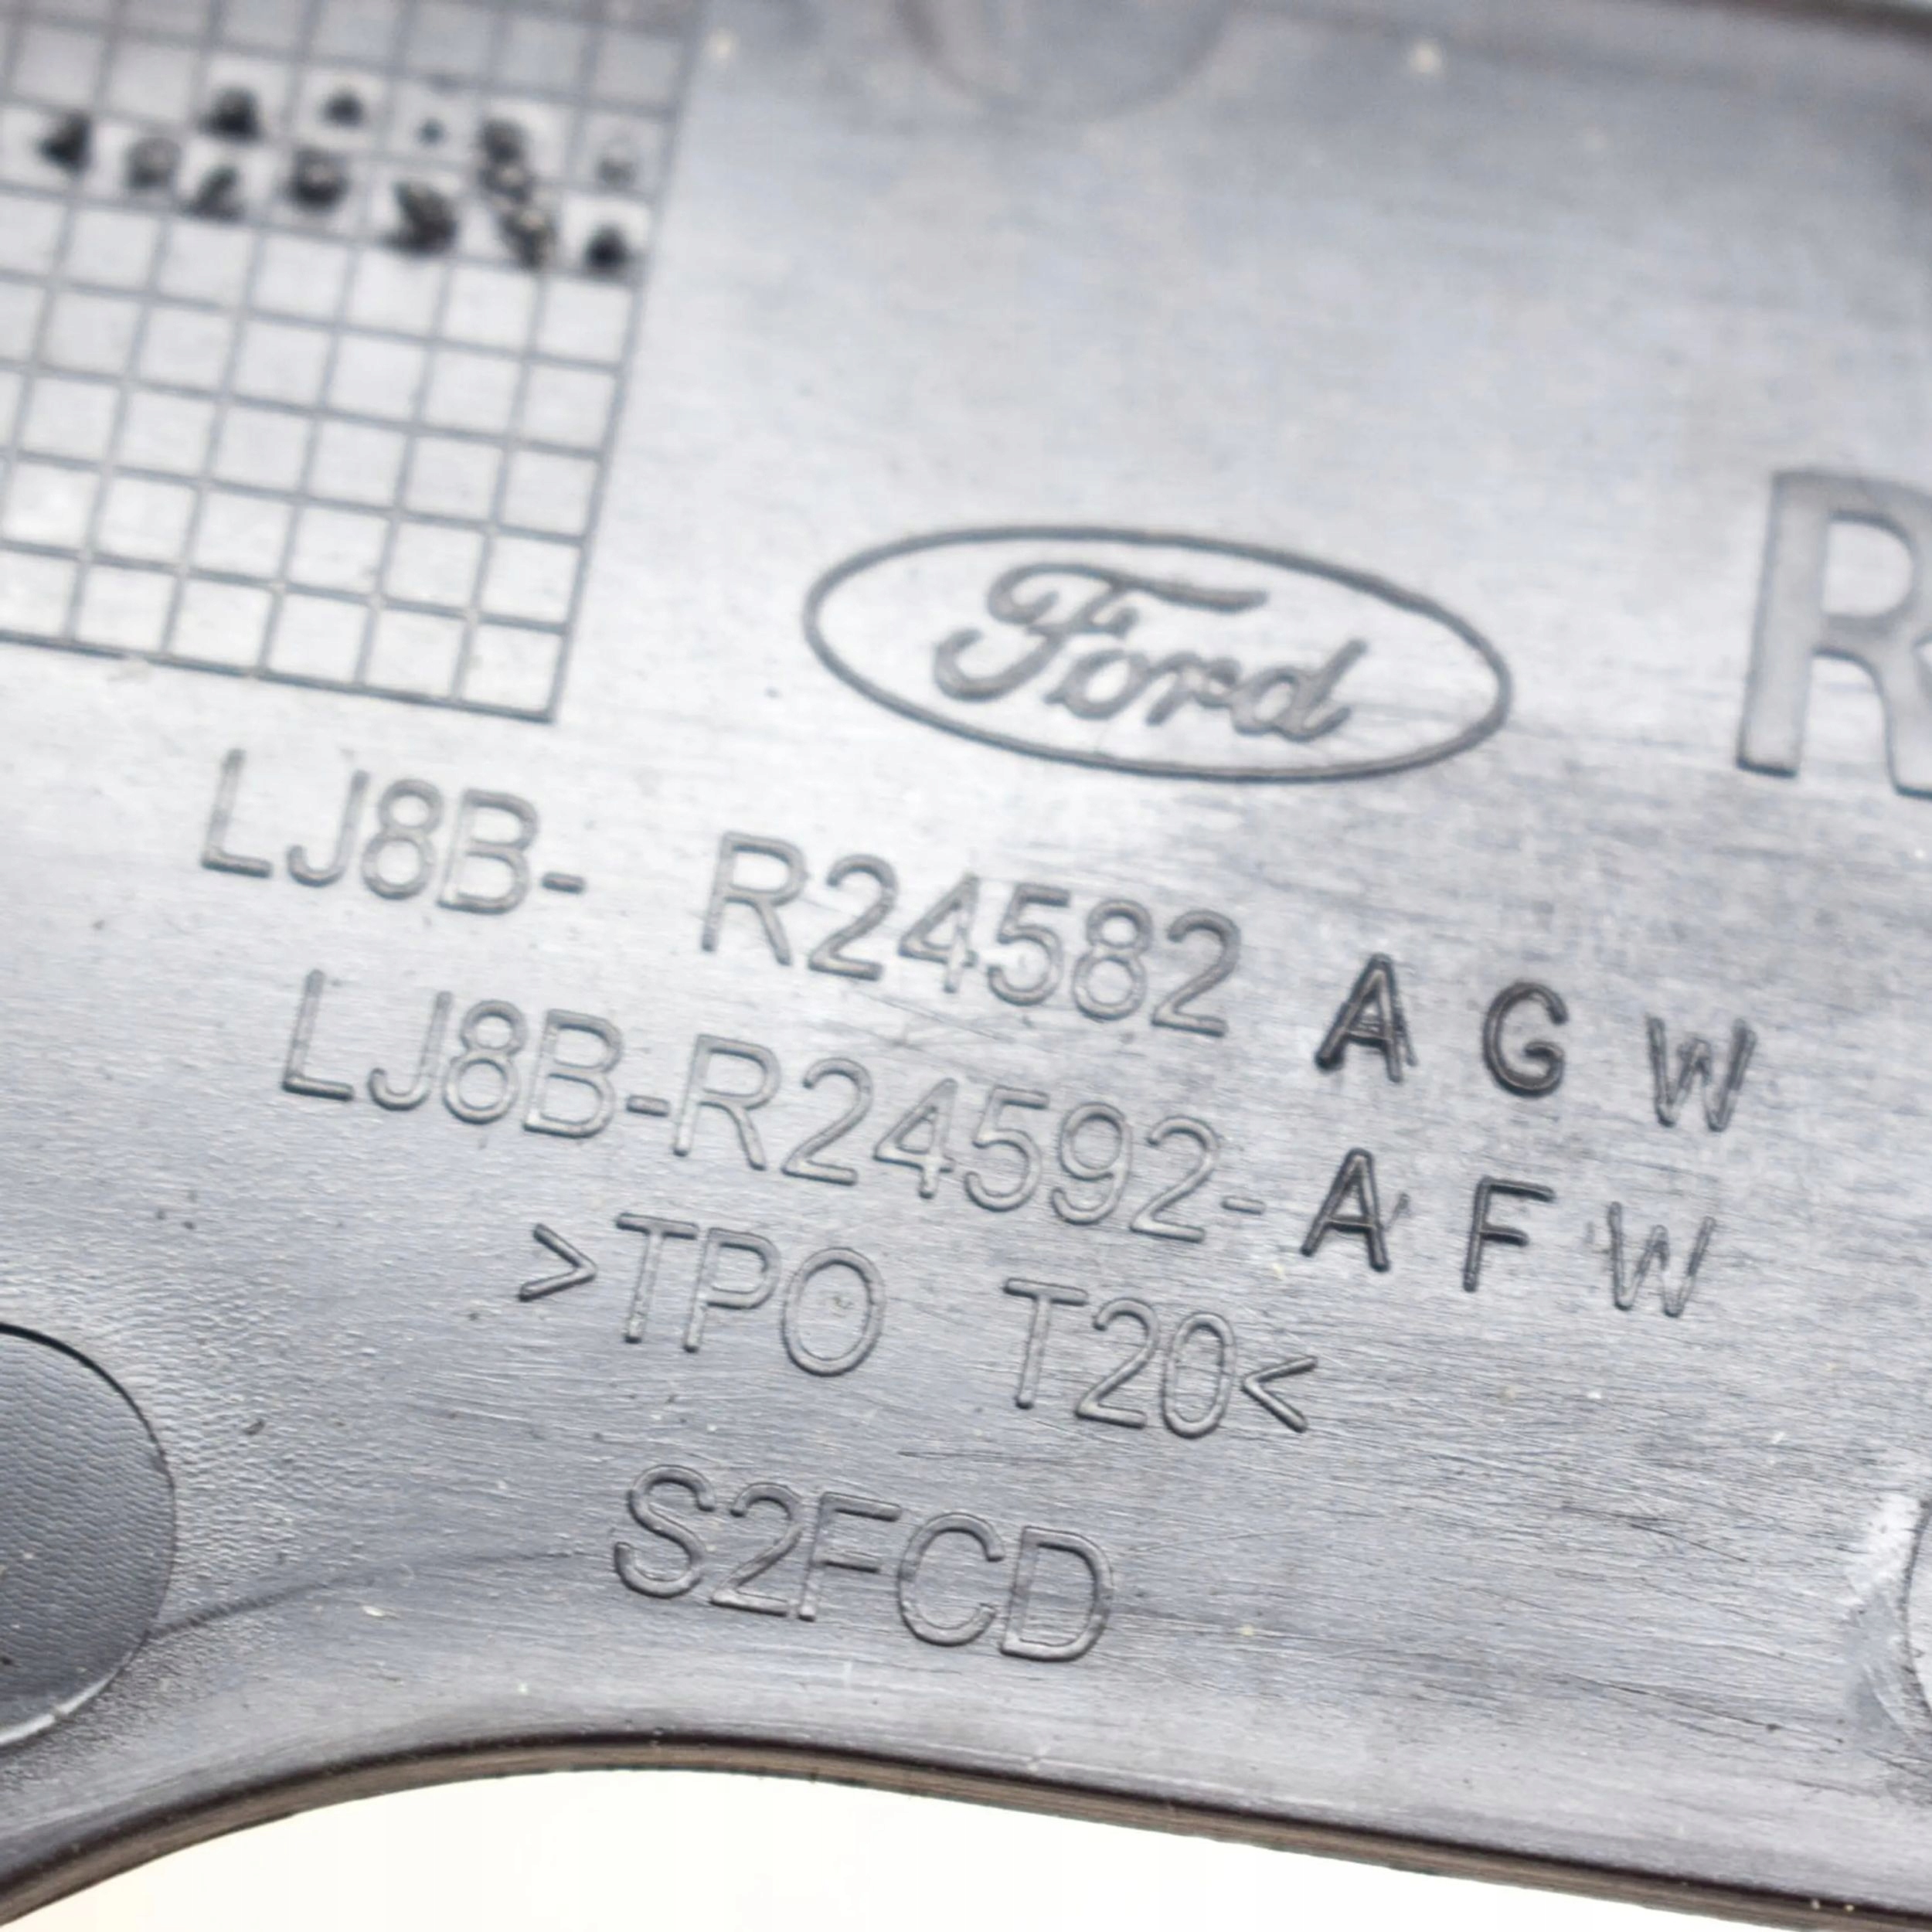 Ford
R
LJ8B- R24582 A G W
LJ8B-R24592-A F W
>TPO T20<
S2FCD